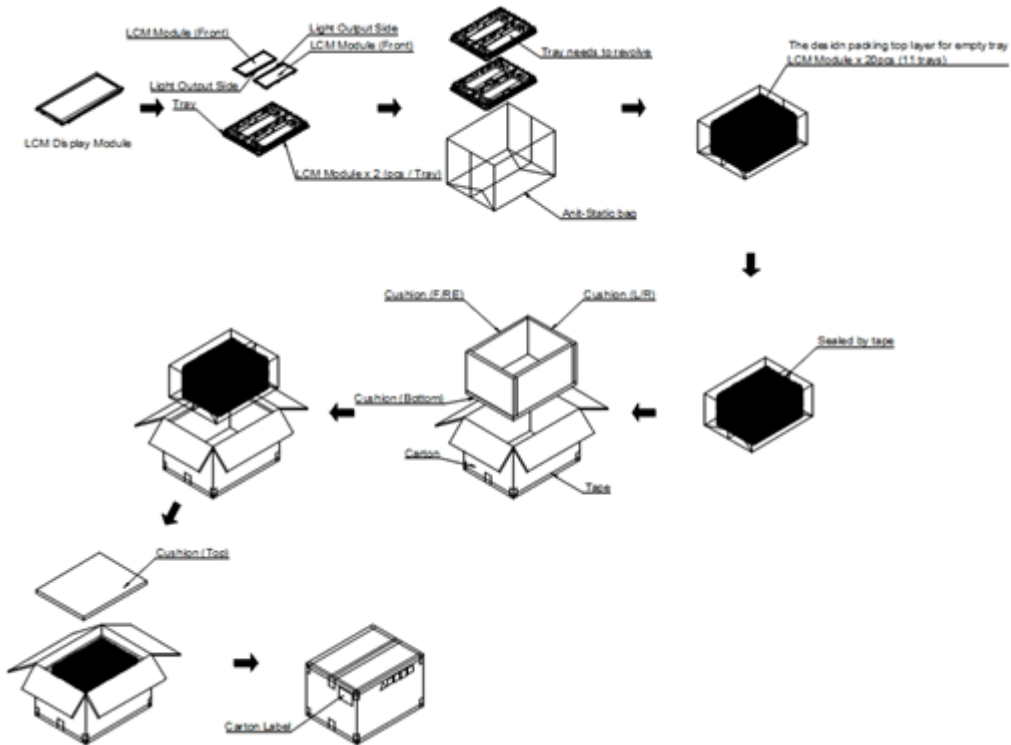 LCM Module (Front)
Light Output Side
LCM Module (Front)
Light Output Side
Tray
LCM Display Module
LCM Module x 2 (pcs / Tray)
Tray needs to revolve
Anit-Static bag
The desidn packing top layer for empty tray
LCM Module x 20pcs (11 trays)
Sealed by tape
Cushion (F/RE)
Cushion (L/R)
Cushion (Bottom)
Carton
Tape
Cushion (Top)
Carton Label